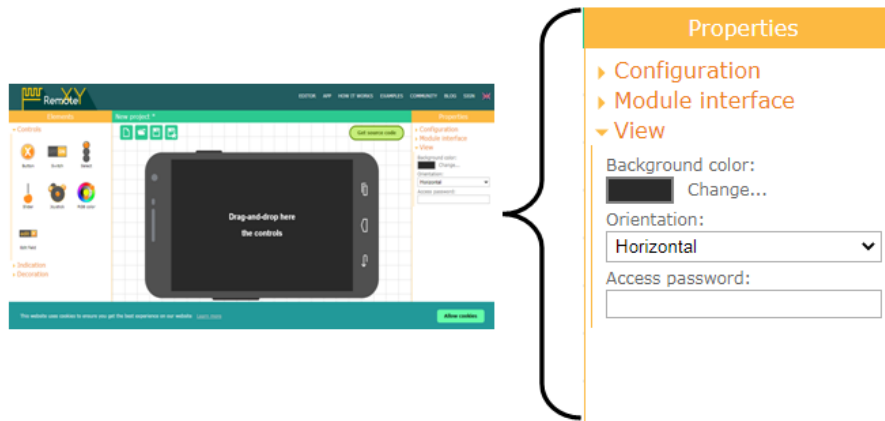 RemoteXY
EDITOR APP HOW IT WORKS EXAMPLES COMMUNITY BLOG SIGN
Elements
New project *
Properties
Controls
Get source code
Configuration
Module interface
View
Button Switch Select
Background color:
Change...
Orientation:
Horizontal
Access password:
Slider Joystick RGB color
Drag-and-drop here
the controls
Edit field
Indication
Decoration
This website uses cookies to ensure you get the best experience on our website Learn more
Allow cookies
Properties
Configuration
Module interface
View
Background color:
Change...
Orientation:
Horizontal
Access password: